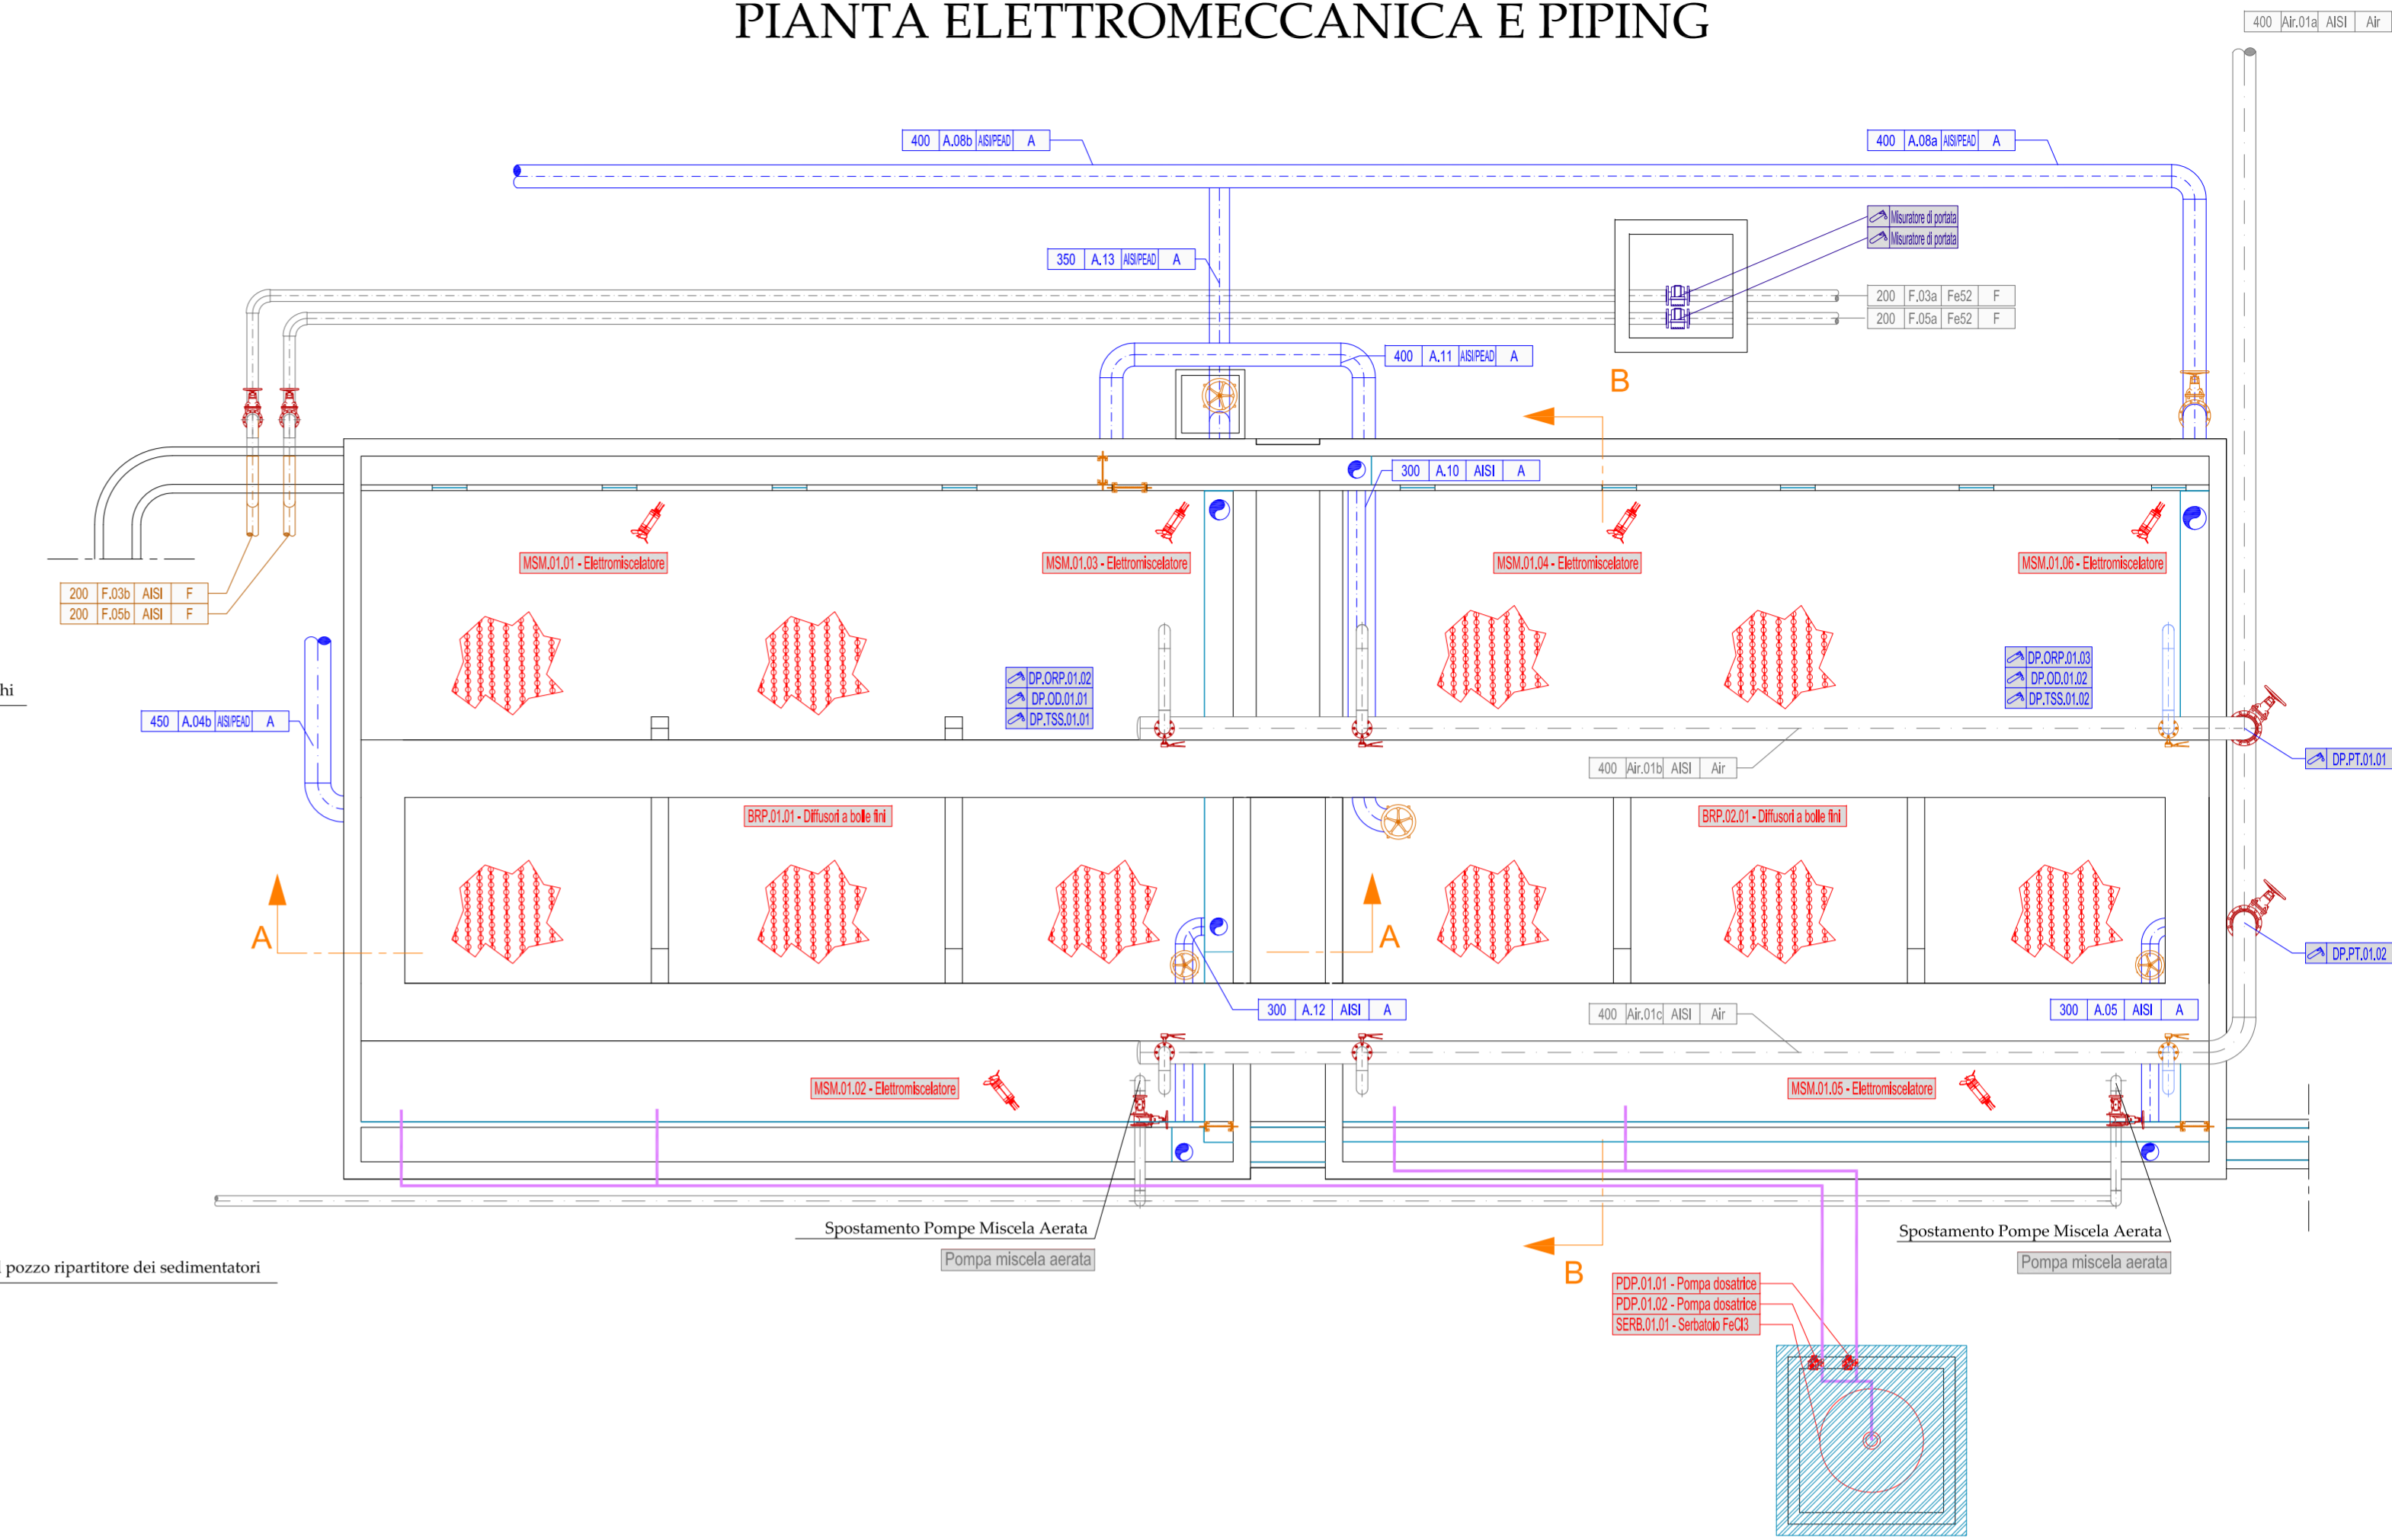 PIANTA ELETTROMECCANICA E PIPING
400 Air.01a AISI Air
400 A.08b AISI/PEAD A
400 A.08a AISI/PEAD A
Misuratore di portata
Misuratore di portata
350 A.13 AISI/PEAD A
200 F.03a Fe52 F
200 F.05a Fe52 F
400 A.11 AISI/PEAD A
B
300 A.10 AISI A
MSM.01.01 - Elettromiscelatore
MSM.01.03 - Elettromiscelatore
MSM.01.04 - Elettromiscelatore
MSM.01.06 - Elettromiscelatore
200 F.03b AISI F
200 F.05b AISI F
DP.ORP.01.02
DP.OD.01.01
DP.TSS.01.01
DP.ORP.01.03
DP.OD.01.02
DP.TSS.01.02
hi
450 A.04b AISI/PEAD A
DP.PT.01.01
400 Air.01b AISI Air
BRP.01.01 - Diffusori a bolle fini
BRP.02.01 - Diffusori a bolle fini
A
A
DP.PT.01.02
300 A.12 AISI A
400 Air.01c AISI Air
300 A.05 AISI A
MSM.01.02 - Elettromiscelatore
MSM.01.05 - Elettromiscelatore
Spostamento Pompe Miscela Aerata
Pompa miscela aerata
Spostamento Pompe Miscela Aerata
Pompa miscela aerata
pozzo ripartitore dei sedimentatori
B
PDP.01.01 - Pompa dosatrice
PDP.01.02 - Pompa dosatrice
SERB.01.01 - Serbatoio FeCl3